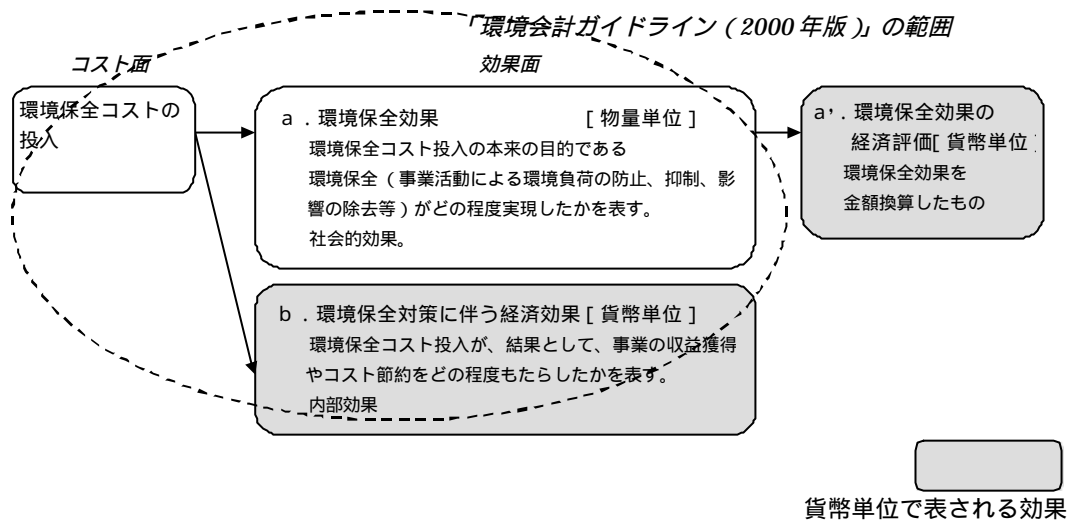 「環境会計ガイドライン(2000年版)」の範囲
コスト面
効果面
環境保全コストの
投入
a．環境保全効果 [物量単位]
環境保全コスト投入の本来の目的である
環境保全（事業活動による環境負荷の防止、抑制、影
響の除去等）がどの程度実現したかを表す。
社会的効果。
a'．環境保全効果の
経済評価[貨幣単位]
環境保全効果を
金額換算したもの
b．環境保全対策に伴う経済効果[貨幣単位]
環境保全コスト投入が、結果として、事業の収益獲得
やコスト節約をどの程度もたらしたかを表す。
内部効果
貨幣単位で表される効果